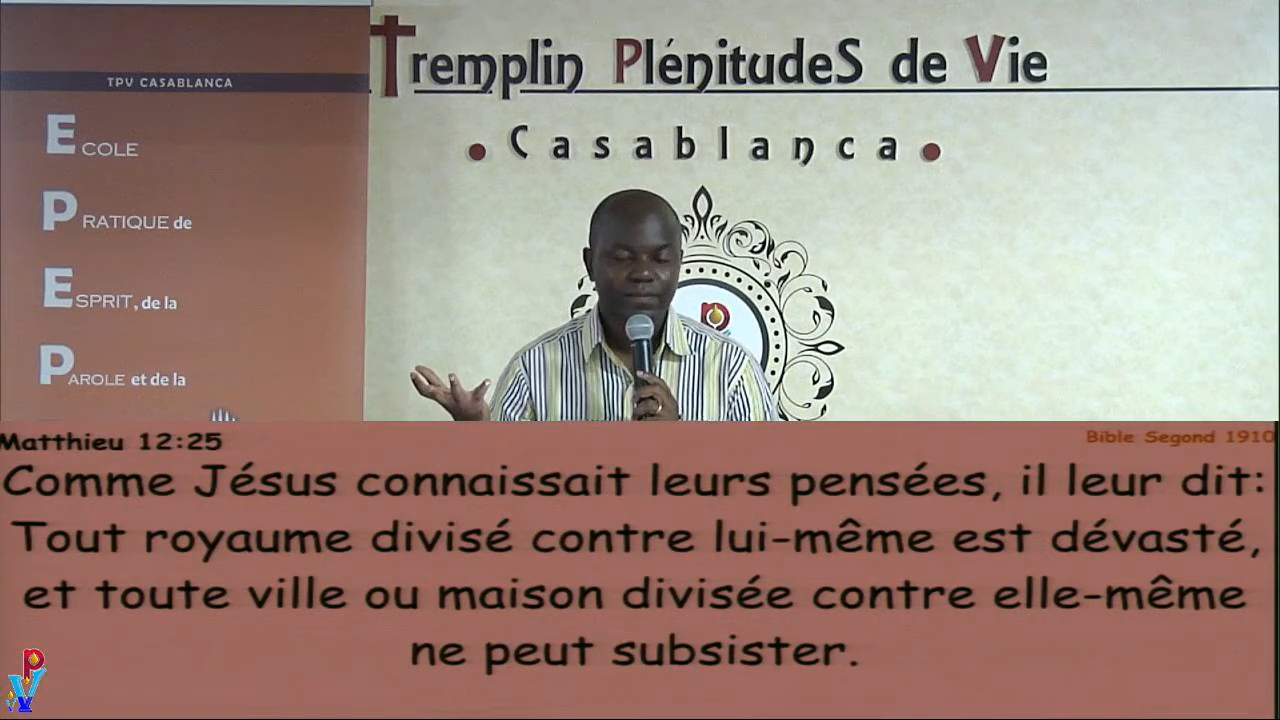 TPV CASABLANCA
ECOLE
PRATIQUE de
ESPRIT, de la
PAROLE et de la
Tremplin PlénitudeS de Vie
• Casablanca •
Matthieu 12:25
Bible Segond 1910
Comme Jésus connaissait leurs pensées, il leur dit:
Tout royaume divisé contre lui-même est dévasté,
et toute ville ou maison divisée contre elle-même
ne peut subsister.
PV